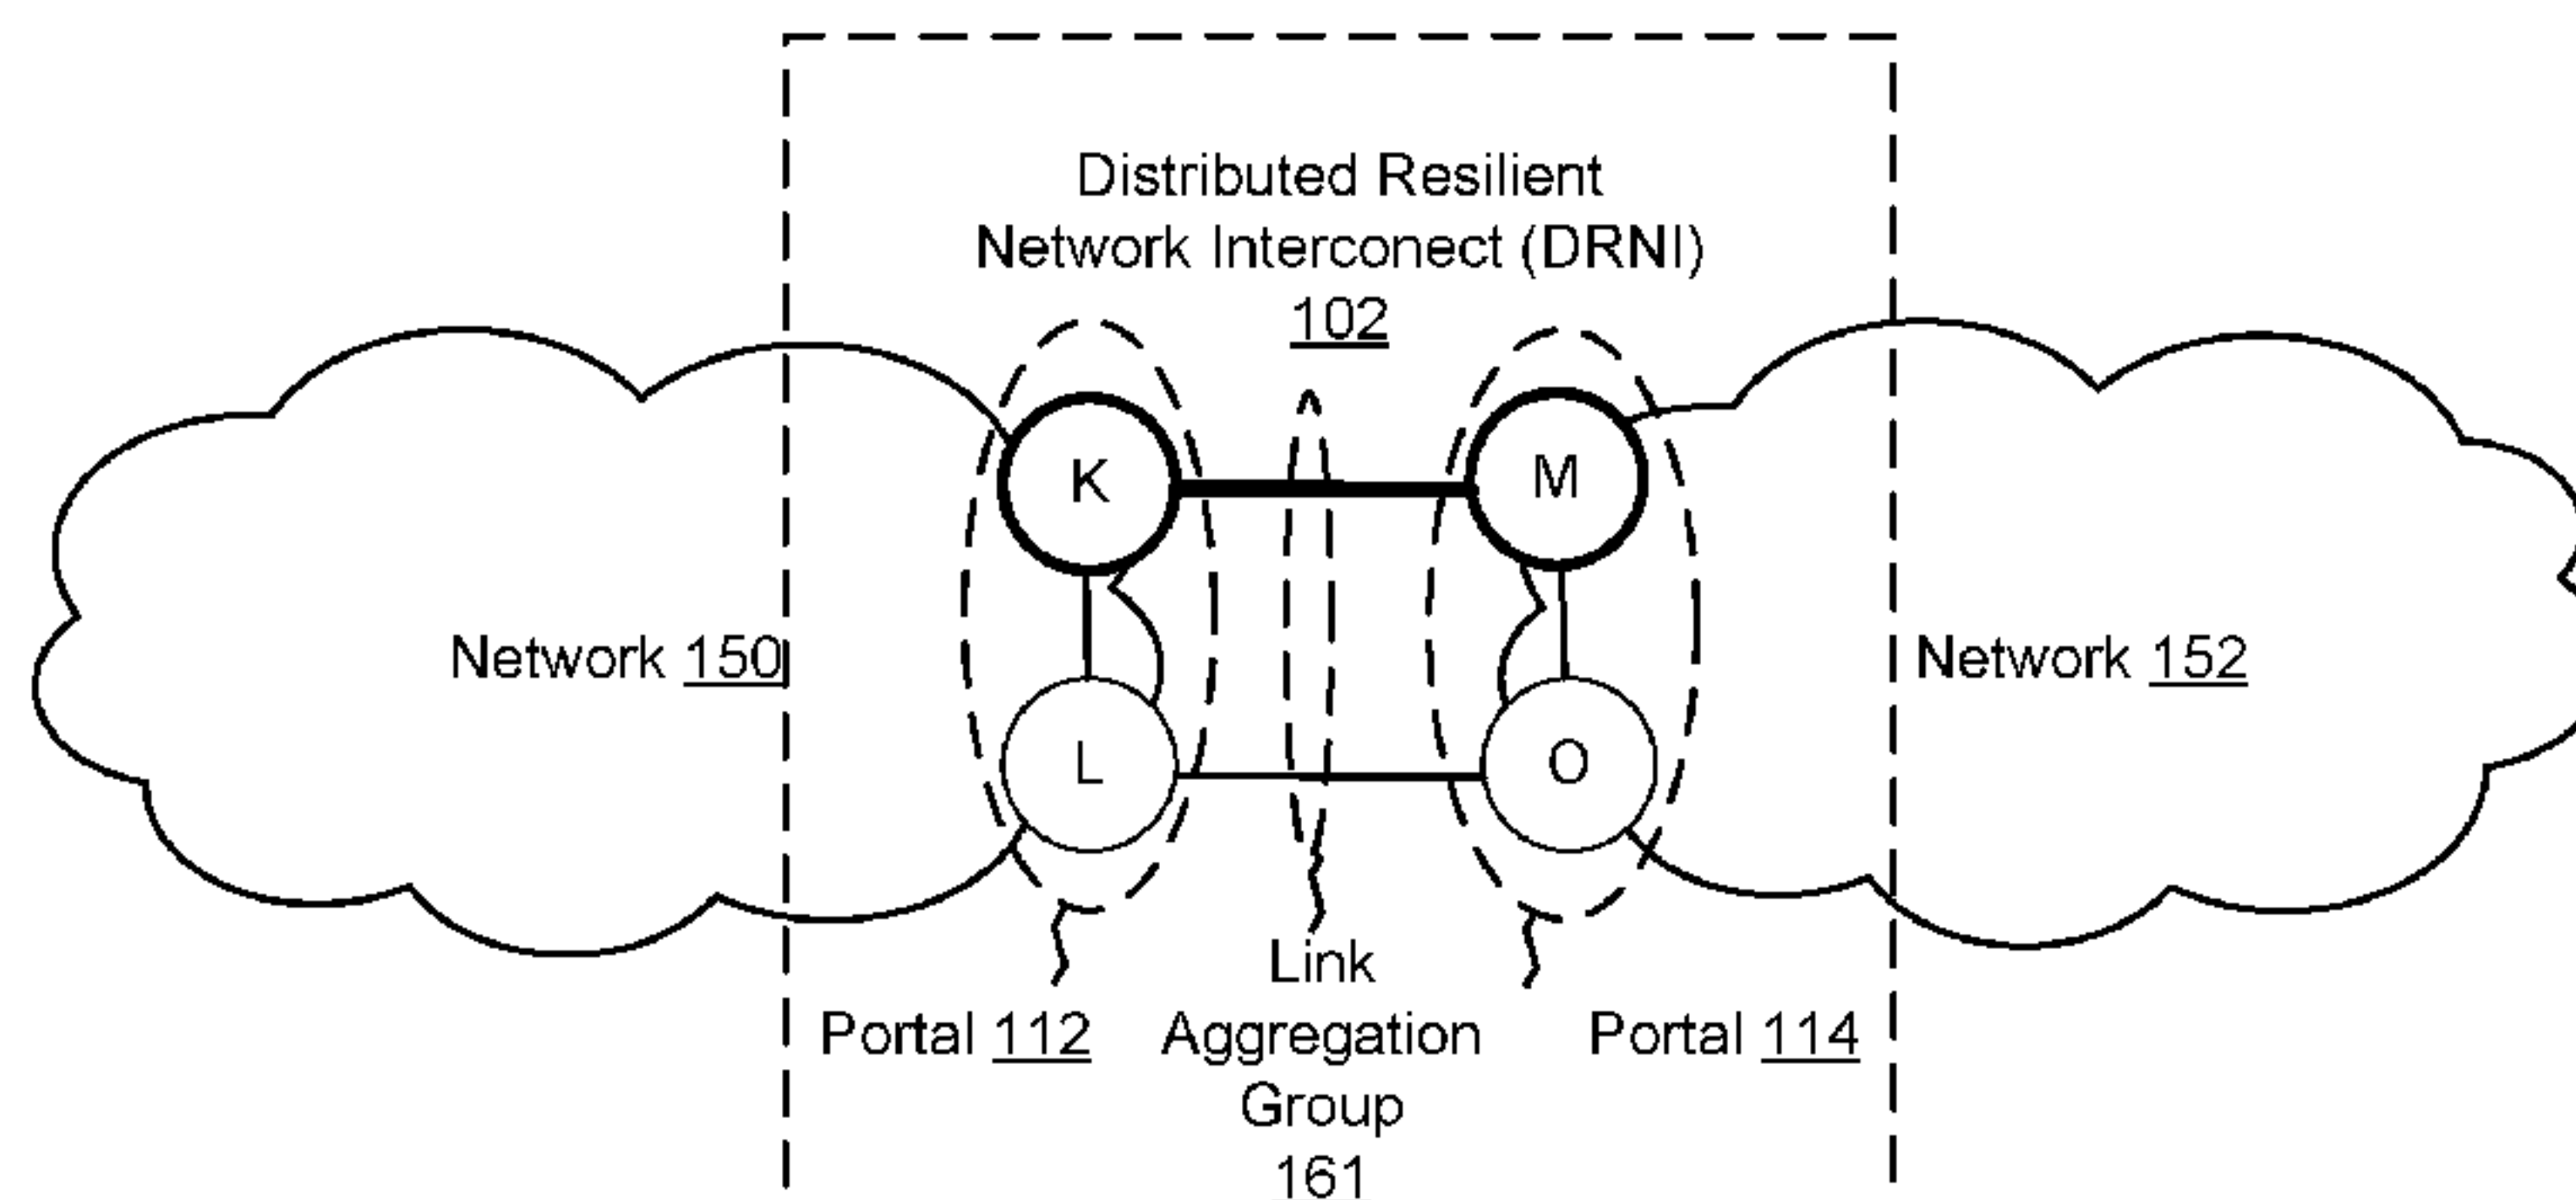 Distributed Resilient
Network Interconect (DRNI)
102
K
M
Network 150
Network 152
L
O
Link
Aggregation
Group
161
Portal 112
Portal 114